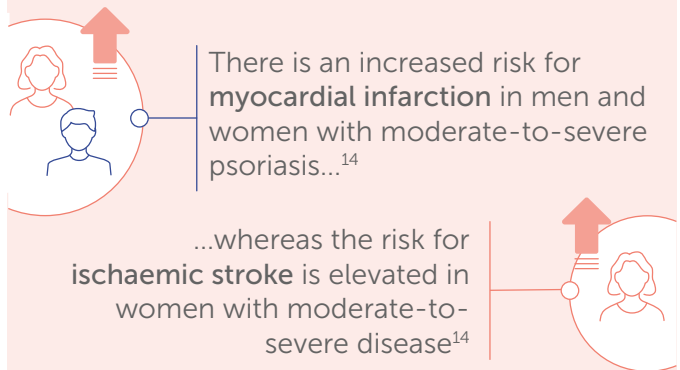 There is an increased risk for
myocardial infarction in men and
women with moderate-to-severe
psoriasis...¹⁴
...whereas the risk for
ischaemic stroke is elevated in
women with moderate-to-
severe disease¹⁴